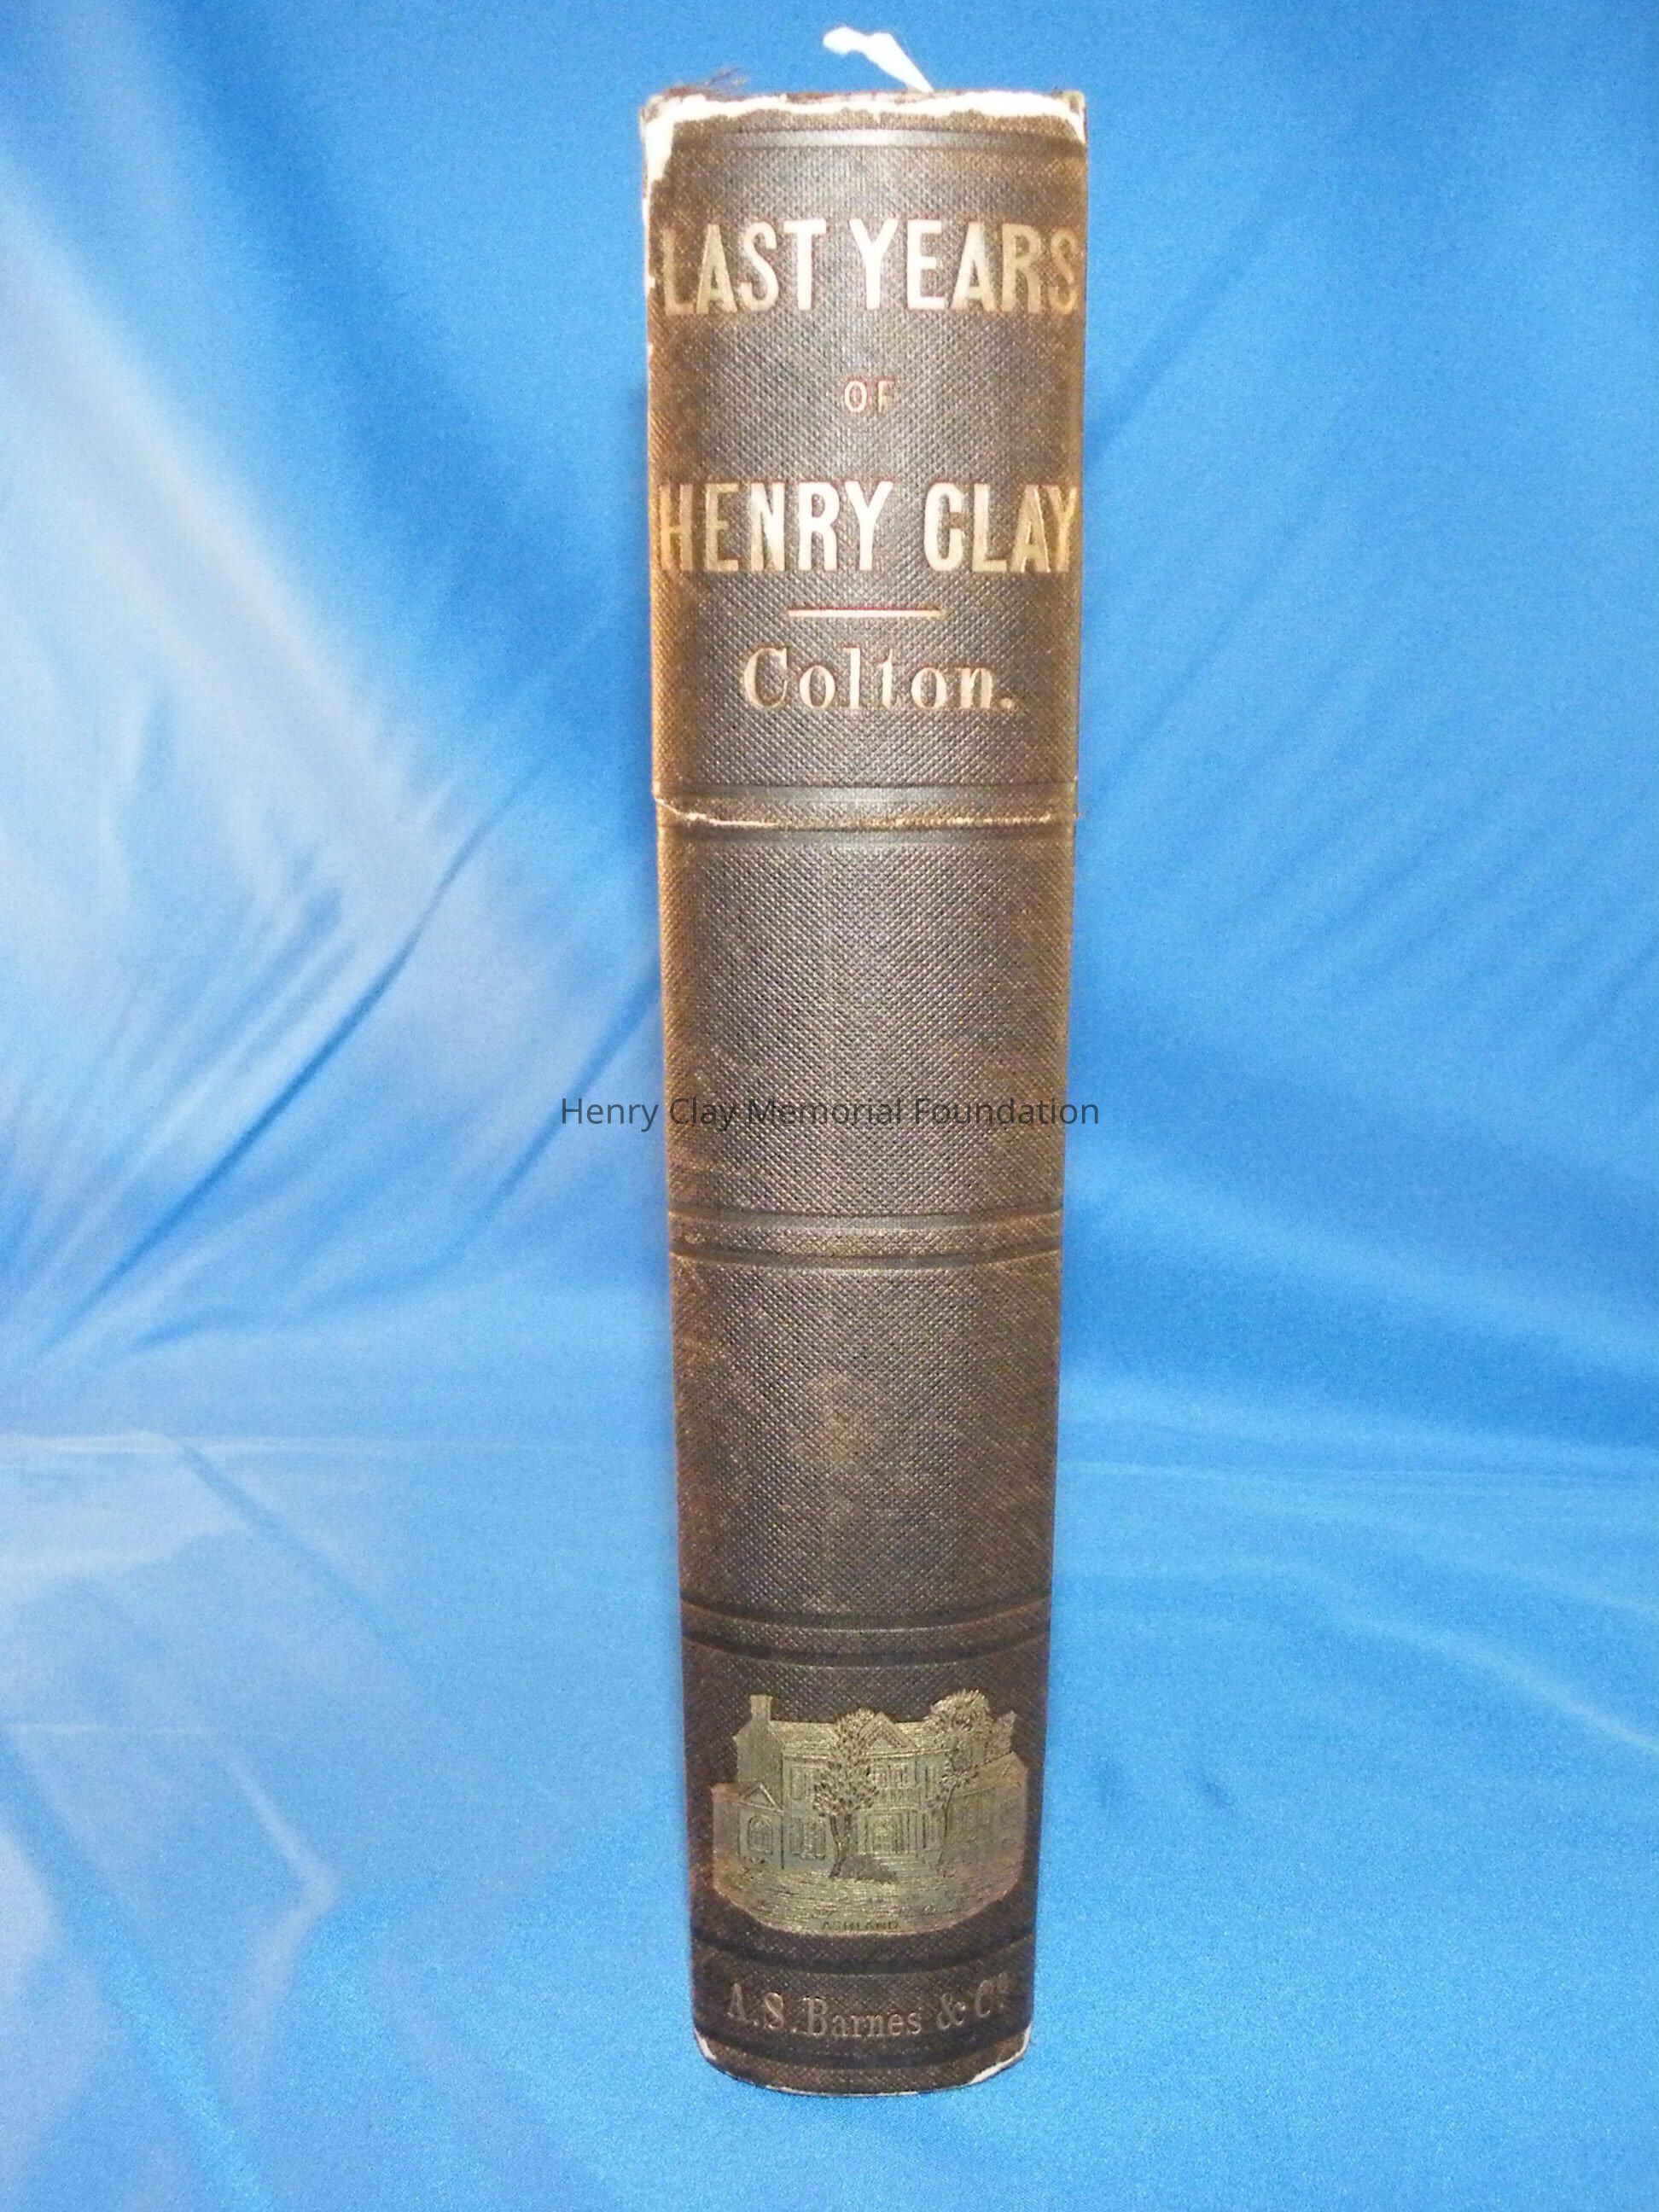 LAST YEARS
OF
HENRY CLAY
Colton.
Henry Clay Memorial Foundation
ASHLAND
A.S. Barnes & Co